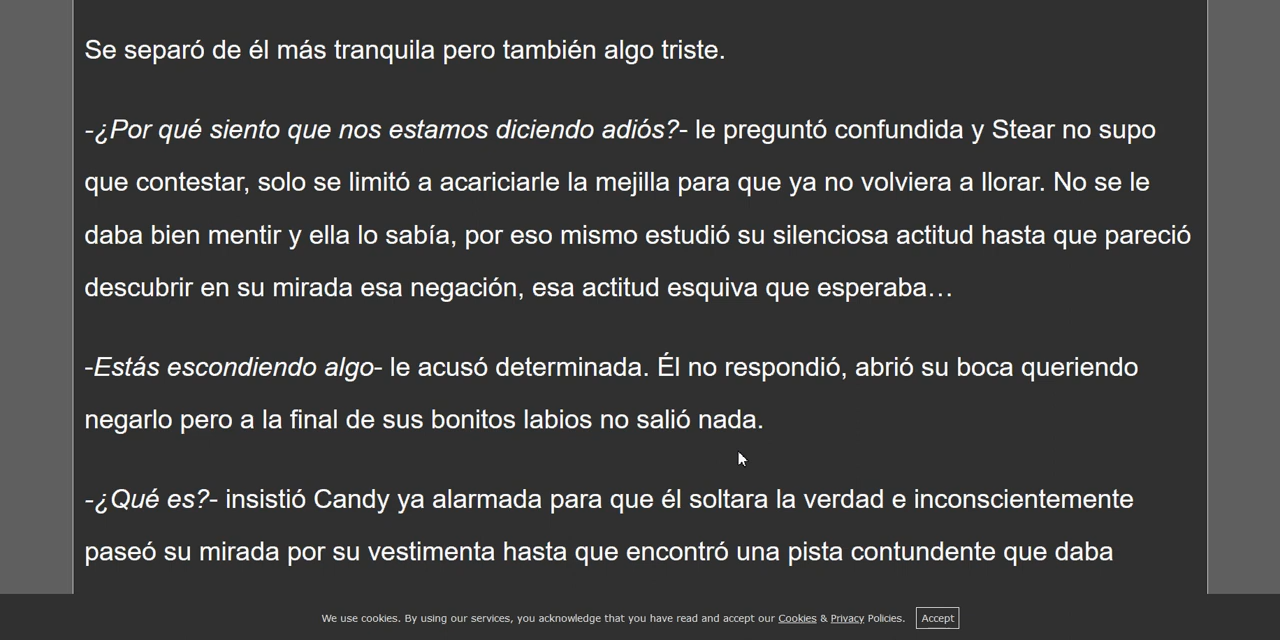 Se separó de él más tranquila pero también algo triste.
-¿Por qué siento que nos estamos diciendo adiós?- le preguntó confundida y Stear no supo
que contestar, solo se limitó a acariciarle la mejilla para que ya no volviera a llorar. No se le
daba bien mentir y ella lo sabía, por eso mismo estudió su silenciosa actitud hasta que pareció
descubrir en su mirada esa negación, esa actitud esquiva que esperaba…
-Estás escondiendo algo- le acusó determinada. Él no respondió, abrió su boca queriendo
negarlo pero a la final de sus bonitos labios no salió nada.
-¿Qué es?- insistió Candy ya alarmada para que él soltara la verdad e inconscientemente
paseó su mirada por su vestimenta hasta que encontró una pista contundente que daba
We use cookies. By using our services, you acknowledge that you have read and accept our Cookies & Privacy Policies. Accept